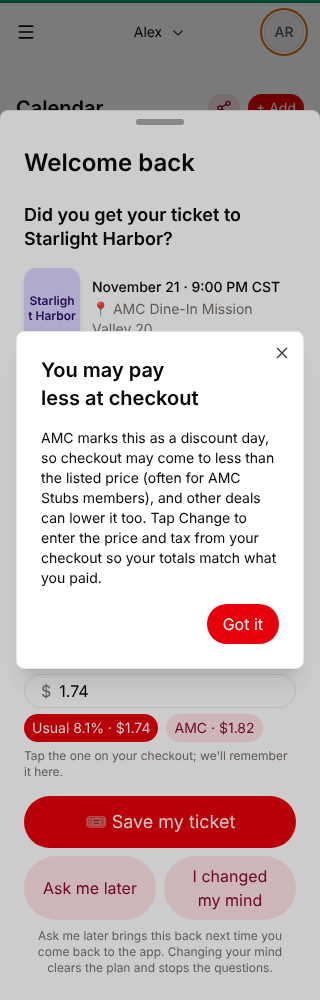 Alex
AR
Calendar
+ Add
Welcome back
Did you get your ticket to
Starlight Harbor?
Starligh
t Harbor
November 21 · 9:00 PM CST
📍 AMC Dine-In Mission
Valley 20
You may pay
less at checkout
AMC marks this as a discount day,
so checkout may come to less than
the listed price (often for AMC
Stubs members), and other deals
can lower it too. Tap Change to
enter the price and tax from your
checkout so your totals match what
you paid.
Got it
$ 1.74
Usual 8.1% · $1.74
AMC · $1.82
Tap the one on your checkout; we'll remember
it here.
🎟️ Save my ticket
Ask me later
I changed
my mind
Ask me later brings this back next time you
come back to the app. Changing your mind
clears the plan and stops the questions.